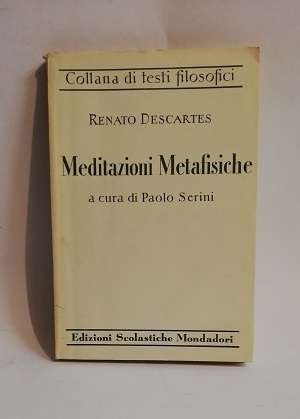 Collana di testi filosofici
RENATO DESCARTES
Meditazioni Metafisiche
a cura di Paolo Serini
Edizioni Scolastiche Mondadori